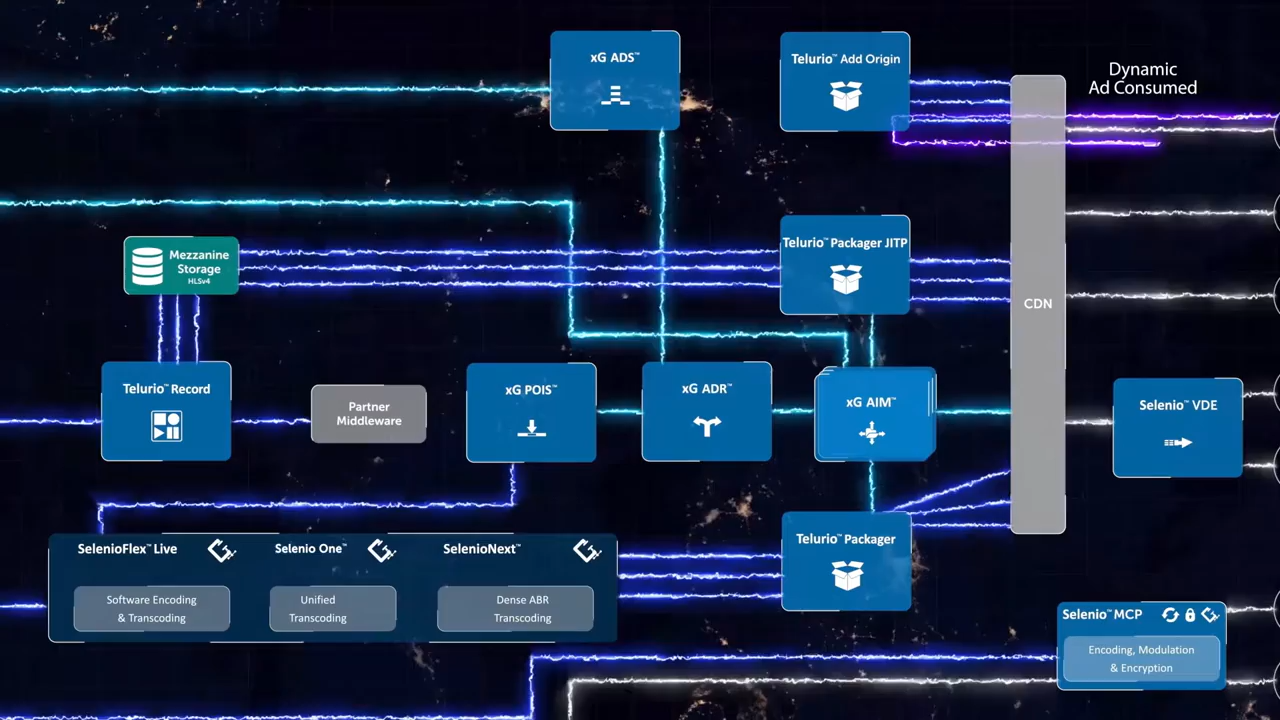 xG ADS™
Telurio™ Add Origin
Dynamic
Ad Consumed
Mezzanine
Storage
HLSv4
Telurio™ Packager JITP
CDN
Telurio™ Record
Partner
Middleware
xG POIS™
xG ADR™
xG AIM™
Selenio™ VDE
SelenioFlex™ Live
Software Encoding
& Transcoding
Selenio One™
Unified
Transcoding
SelenioNext™
Dense ABR
Transcoding
Telurio™ Packager
Selenio™ MCP
Encoding, Modulation
& Encryption